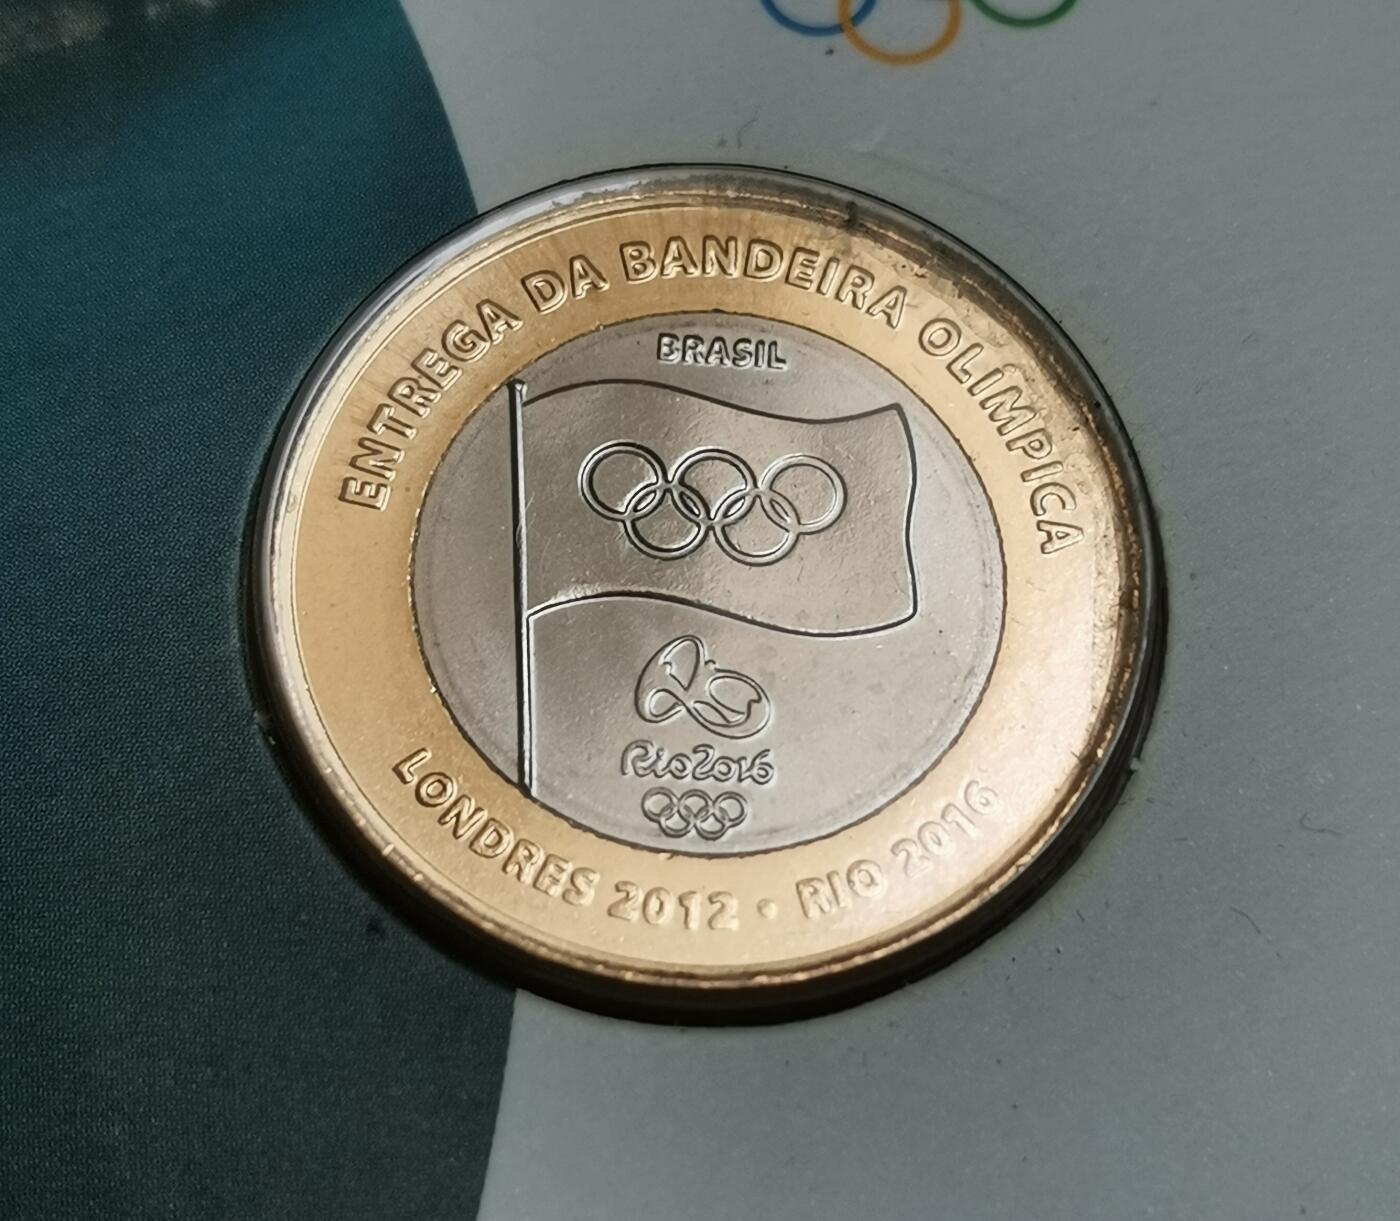 ENTREGA DA BANDEIRA OLÍMPICA
BRASIL
Rio2016
LONDRES 2012 • RIO 2016